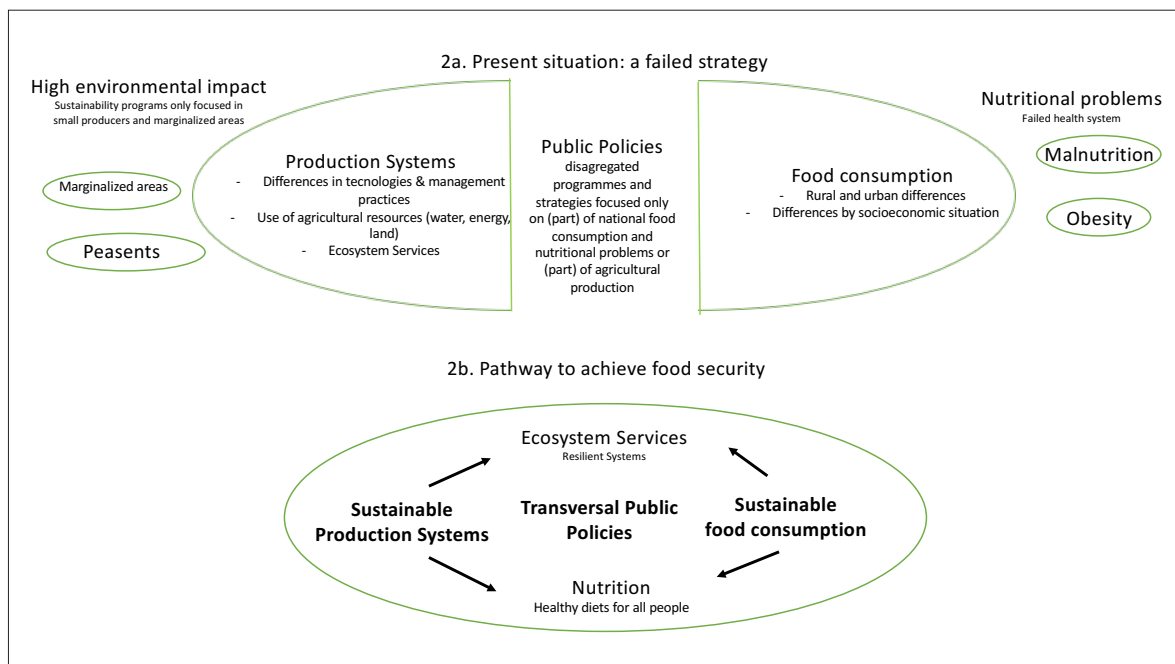 2a. Present situation: a failed strategy
High environmental impact
Sustainability programs only focused in
small producers and marginalized areas
Marginalized areas
Peasents
Production Systems
- Differences in tecnologies & management
practices
- Use of agricultural resources (water, energy,
land)
- Ecosystem Services
Public Policies
disagregated
programmes and
strategies focused only
on (part) of national food
consumption and
nutritional problems or
(part) of agricultural
production
Food consumption
- Rural and urban differences
- Differences by socioeconomic situation
Nutritional problems
Failed health system
Malnutrition
Obesity
2b. Pathway to achieve food security
Ecosystem Services
Resilient Systems
Sustainable
Production Systems
Transversal Public
Policies
Sustainable
food consumption
Nutrition
Healthy diets for all people